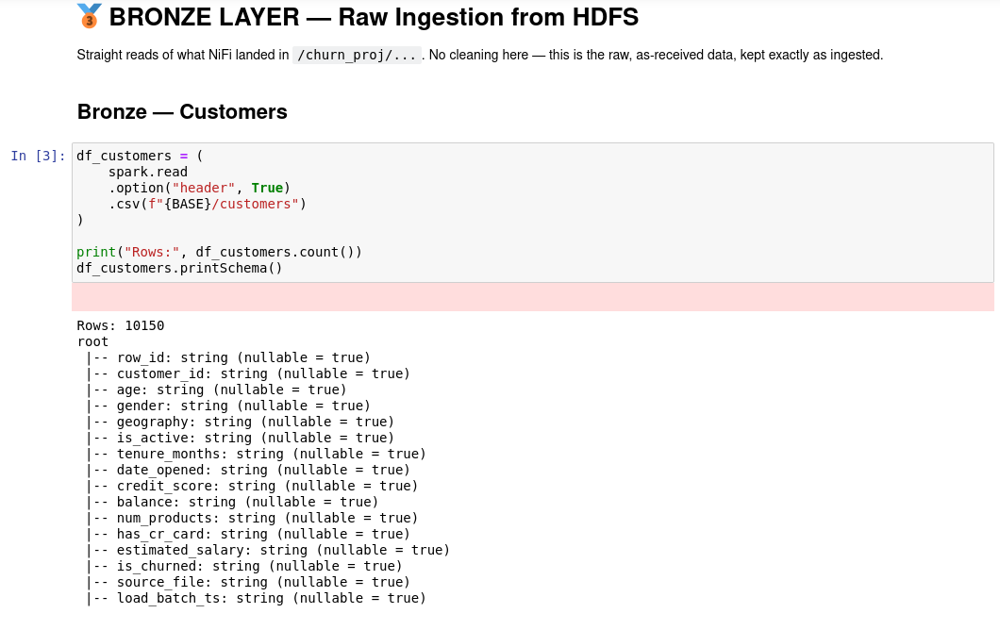 BRONZE LAYER — Raw Ingestion from HDFS
Straight reads of what NiFi landed in /churn_proj/... . No cleaning here — this is the raw, as-received data, kept exactly as ingested.
Bronze — Customers
In [3]:
df_customers = (
    spark.read
    .option("header", True)
    .csv(f"{BASE}/customers")
)

print("Rows:", df_customers.count())
df_customers.printSchema()
Rows: 10150
root
 |-- row_id: string (nullable = true)
 |-- customer_id: string (nullable = true)
 |-- age: string (nullable = true)
 |-- gender: string (nullable = true)
 |-- geography: string (nullable = true)
 |-- is_active: string (nullable = true)
 |-- tenure_months: string (nullable = true)
 |-- date_opened: string (nullable = true)
 |-- credit_score: string (nullable = true)
 |-- balance: string (nullable = true)
 |-- num_products: string (nullable = true)
 |-- has_cr_card: string (nullable = true)
 |-- estimated_salary: string (nullable = true)
 |-- is_churned: string (nullable = true)
 |-- source_file: string (nullable = true)
 |-- load_batch_ts: string (nullable = true)